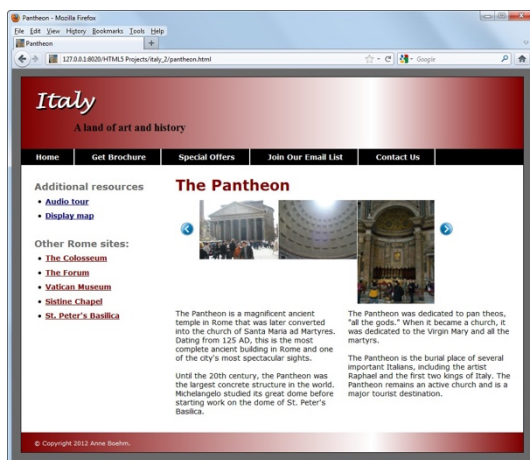 Pantheon - Mozilla Firefox
File Edit View History Bookmarks Tools Help
Pantheon +
127.0.0.1:8020/HTML5 Projects/italy_2/pantheon.html
Google
Italy
A land of art and history
Home Get Brochure Special Offers Join Our Email List Contact Us
Additional resources
• Audio tour
• Display map
Other Rome sites:
• The Colosseum
• The Forum
• Vatican Museum
• Sistine Chapel
• St. Peter's Basilica
The Pantheon
The Pantheon is a magnificent ancient
temple in Rome that was later converted
into the church of Santa Maria ad Martyres.
Dating from 125 AD, this is the most
complete ancient building in Rome and one
of the city's most spectacular sights.
Until the 20th century, the Pantheon was
the largest concrete structure in the world.
Michelangelo studied its great dome before
starting work on the dome of St. Peter's
Basilica.
The Pantheon was dedicated to pan theos,
"all the gods." When it became a church, it
was dedicated to the Virgin Mary and all the
martyrs.
The Pantheon is the burial place of several
important Italians, including the artist
Raphael and the first two kings of Italy. The
Pantheon remains an active church and is a
major tourist destination.
© Copyright 2012 Anne Boehm.